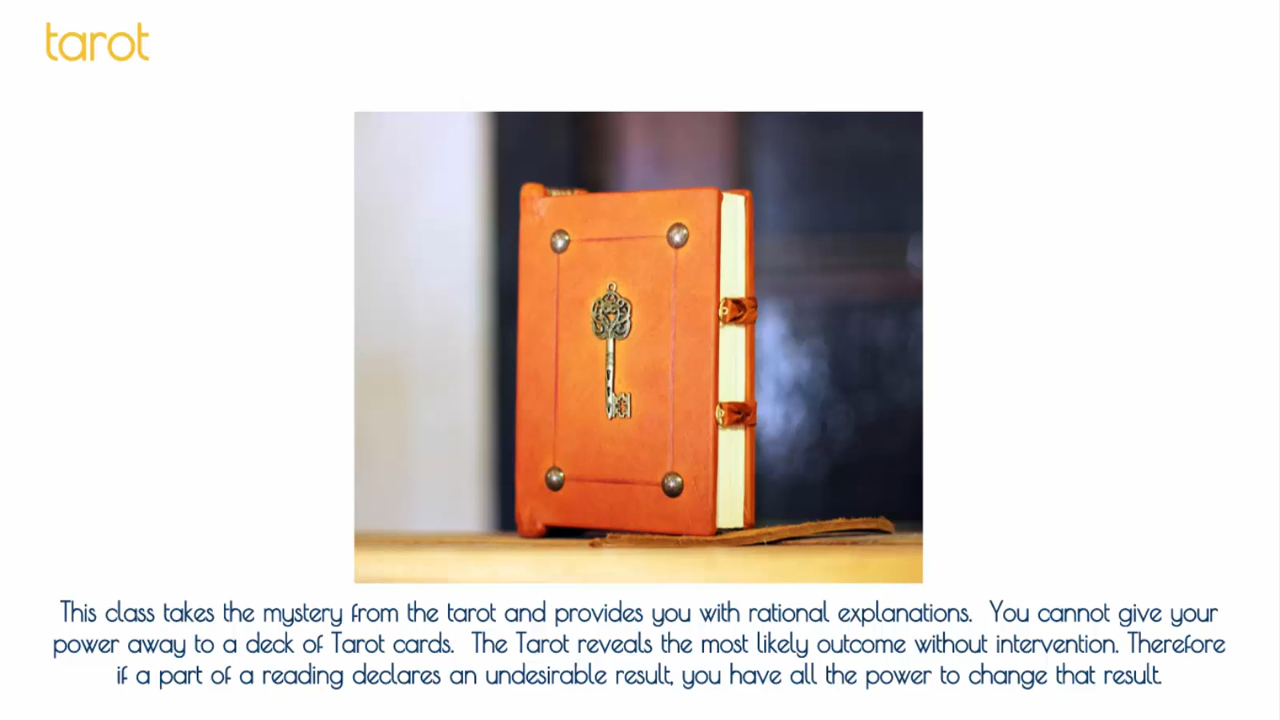 tarot
This class takes the mystery from the tarot and provides you with rational explanations. You cannot give your
power away to a deck of Tarot cards. The Tarot reveals the most likely outcome without intervention. Therefore
if a part of a reading declares an undesirable result, you have all the power to change that result.